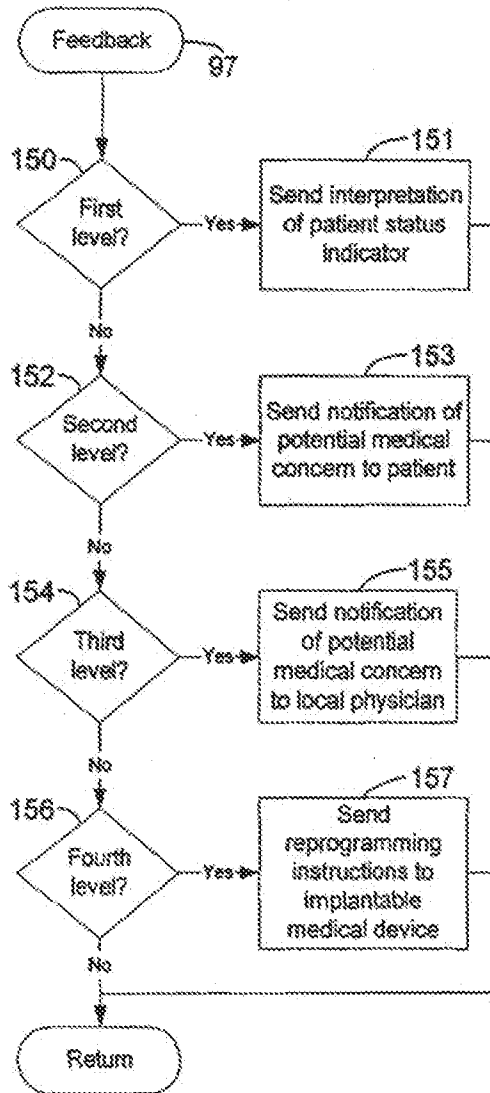 Feedback
97
150
First
level?
Yes
151
Send interpretation
of patient status
indicator
No
152
Second
level?
Yes
153
Send notification of
potential medical
concern to patient
No
154
Third
level?
Yes
155
Send notification
of potential
medical concern
to local physician
No
156
Fourth
level?
Yes
157
Send
reprogramming
instructions to
implantable
medical device
No
Return